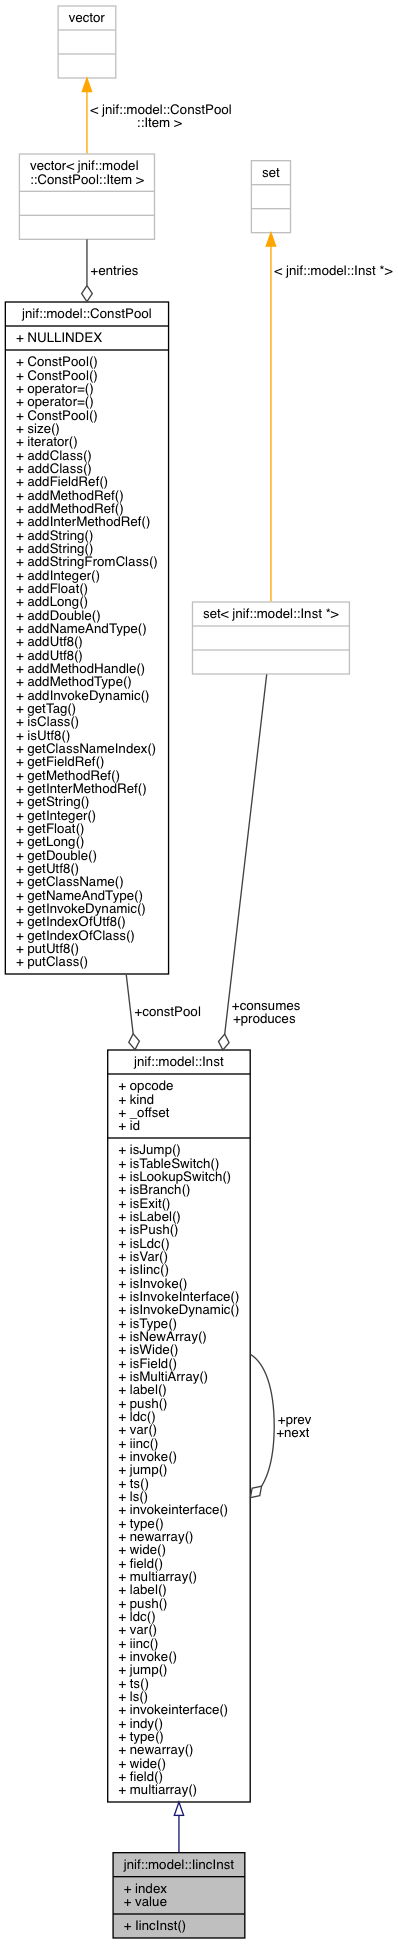 vector
< jnif::model::ConstPool
::Item >
vector< jnif::model
::ConstPool::Item >
set
+entries
< jnif::model::Inst *>
jnif::model::ConstPool
+ NULLINDEX
+ ConstPool()
+ ConstPool()
+ operator=()
+ operator=()
+ ConstPool()
+ size()
+ iterator()
+ addClass()
+ addClass()
+ addFieldRef()
+ addMethodRef()
+ addMethodRef()
+ addInterMethodRef()
+ addString()
+ addString()
+ addStringFromClass()
+ addInteger()
+ addFloat()
+ addLong()
+ addDouble()
+ addNameAndType()
+ addUtf8()
+ addUtf8()
+ addMethodHandle()
+ addMethodType()
+ addInvokeDynamic()
+ getTag()
+ isClass()
+ isUtf8()
+ getClassNameIndex()
+ getFieldRef()
+ getMethodRef()
+ getInterMethodRef()
+ getString()
+ getInteger()
+ getFloat()
+ getLong()
+ getDouble()
+ getUtf8()
+ getClassName()
+ getNameAndType()
+ getInvokeDynamic()
+ getIndexOfUtf8()
+ getIndexOfClass()
+ putUtf8()
+ putClass()
set< jnif::model::Inst *>
+constPool
+consumes
+produces
jnif::model::Inst
+ opcode
+ kind
+ _offset
+ id
+ isJump()
+ isTableSwitch()
+ isLookupSwitch()
+ isBranch()
+ isExit()
+ isLabel()
+ isPush()
+ isLdc()
+ isVar()
+ isIinc()
+ isInvoke()
+ isInvokeInterface()
+ isInvokeDynamic()
+ isType()
+ isNewArray()
+ isWide()
+ isField()
+ isMultiArray()
+ label()
+ push()
+ ldc()
+ var()
+ iinc()
+ invoke()
+ jump()
+ ts()
+ ls()
+ invokeinterface()
+ type()
+ newarray()
+ wide()
+ field()
+ multiarray()
+ label()
+ push()
+ ldc()
+ var()
+ iinc()
+ invoke()
+ jump()
+ ts()
+ ls()
+ invokeinterface()
+ indy()
+ type()
+ newarray()
+ wide()
+ field()
+ multiarray()
+prev
+next
jnif::model::IincInst
+ index
+ value
+ IincInst()